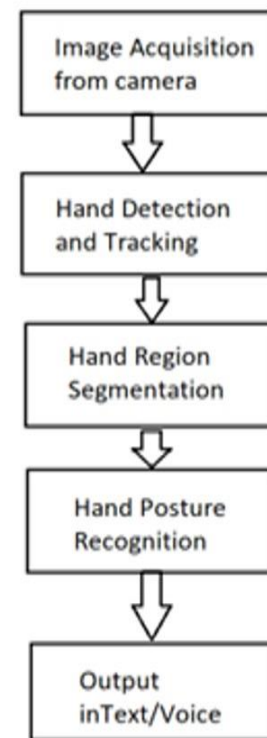 Image Acquisition
from camera
Hand Detection
and Tracking
Hand Region
Segmentation
Hand Posture
Recognition
Output
inText/Voice